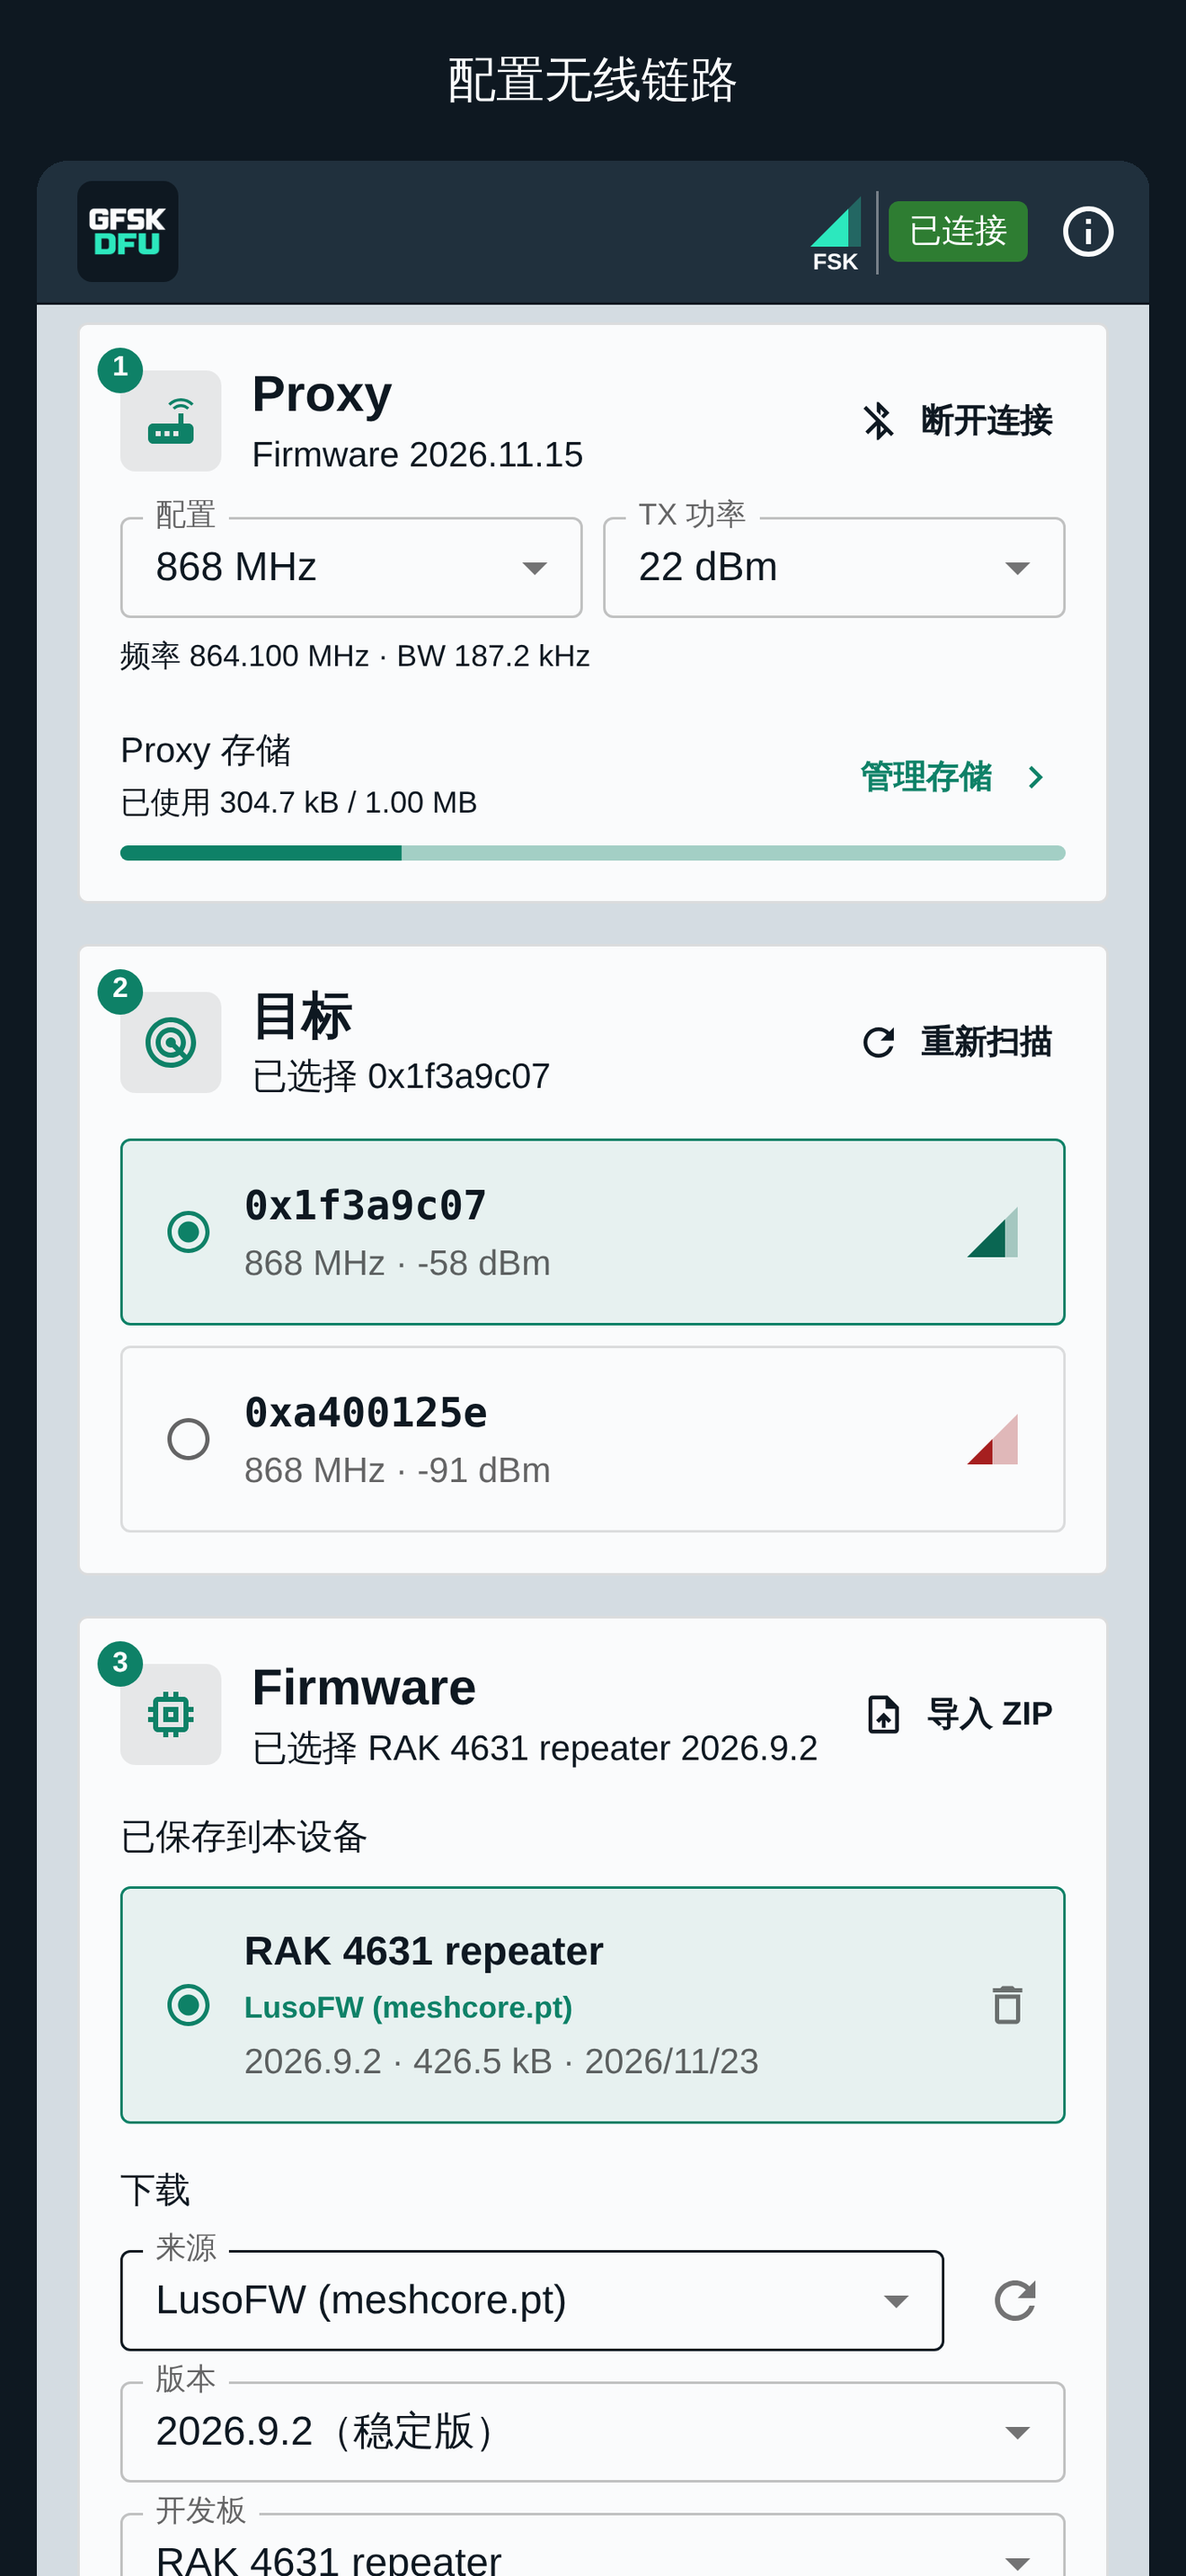 配置无线链路
GFSK
DFU
FSK
已连接
1
Proxy
Firmware 2026.11.15
断开连接
配置
868 MHz
TX 功率
22 dBm
频率 864.100 MHz · BW 187.2 kHz
Proxy 存储
已使用 304.7 kB / 1.00 MB
管理存储
2
目标
已选择 0x1f3a9c07
重新扫描
0x1f3a9c07
868 MHz · -58 dBm
0xa400125e
868 MHz · -91 dBm
3
Firmware
已选择 RAK 4631 repeater 2026.9.2
导入 ZIP
已保存到本设备
RAK 4631 repeater
LusoFW (meshcore.pt)
2026.9.2 · 426.5 kB · 2026/11/23
下载
来源
LusoFW (meshcore.pt)
版本
2026.9.2（稳定版）
开发板
RAK 4631 repeater